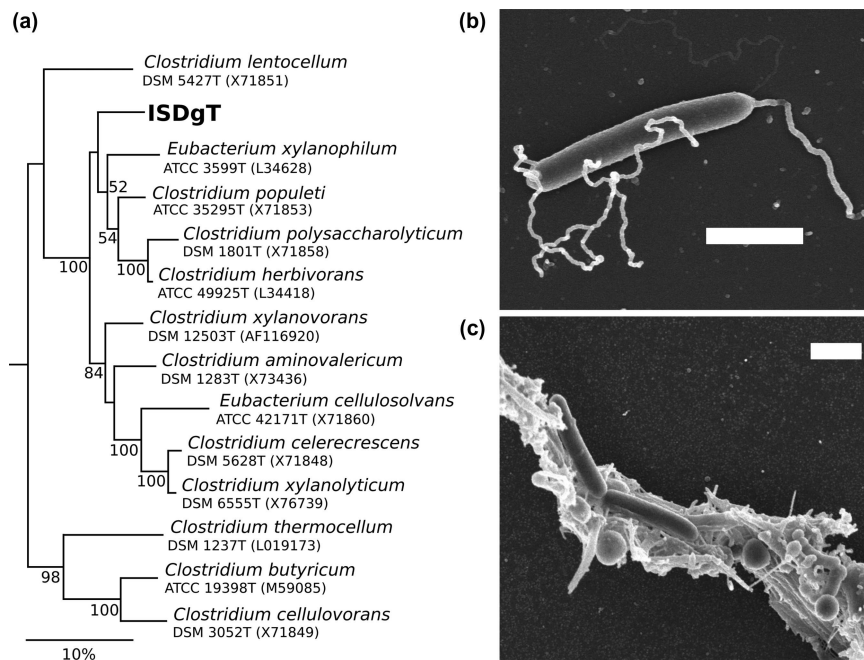 (a)
Clostridium lentocellum
DSM 5427T (X71851)
ISDgT
Eubacterium xylanophilum
ATCC 3599T (L34628)
52
Clostridium populeti
ATCC 35295T (X71853)
54
Clostridium polysaccharolyticum
DSM 1801T (X71858)
100
100
Clostridium herbivorans
ATCC 49925T (L34418)
Clostridium xylanovorans
DSM 12503T (AF116920)
84
Clostridium aminovalericum
DSM 1283T (X73436)
Eubacterium cellulosolvans
ATCC 42171T (X71860)
100
Clostridium celerecrescens
DSM 5628T (X71848)
100
Clostridium xylanolyticum
DSM 6555T (X76739)
Clostridium thermocellum
DSM 1237T (L019173)
98
Clostridium butyricum
ATCC 19398T (M59085)
100
Clostridium cellulovorans
DSM 3052T (X71849)
10%
(b)
(c)